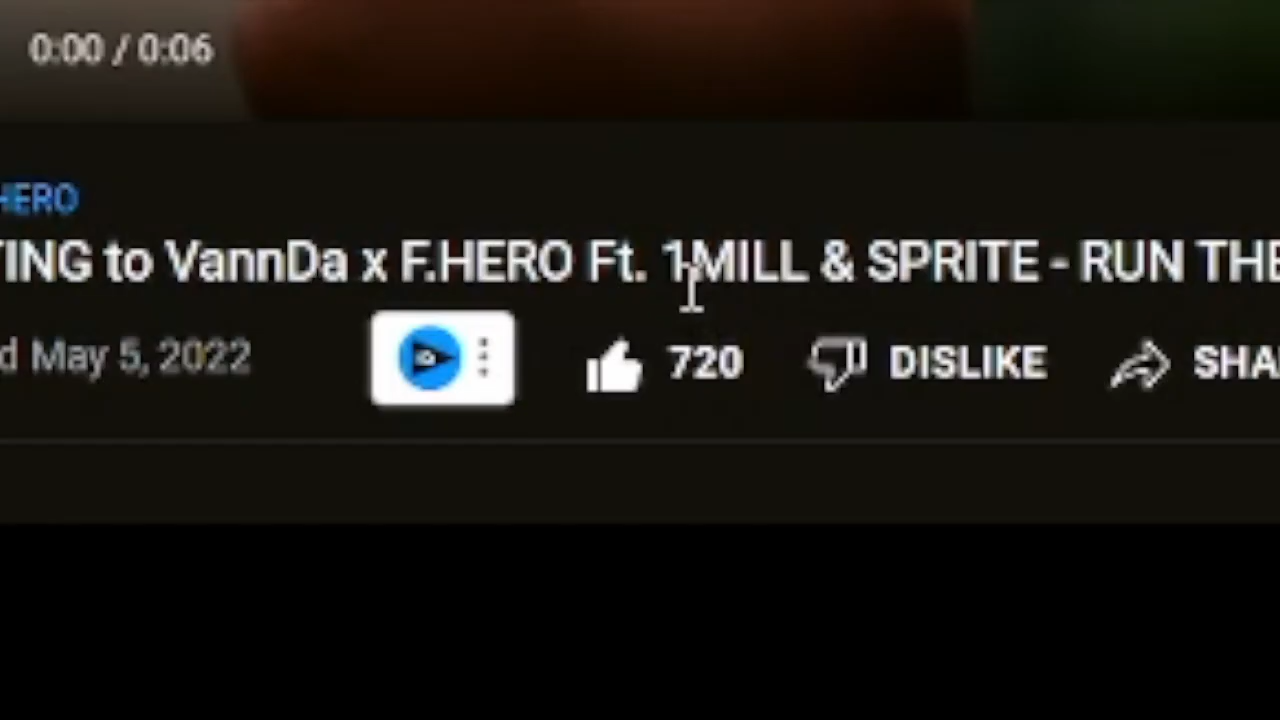 0:00 / 0:06
HERO
TING to VannDa x F.HERO Ft. 1MILL & SPRITE - RUN THE
d May 5, 2022
720 DISLIKE SHA